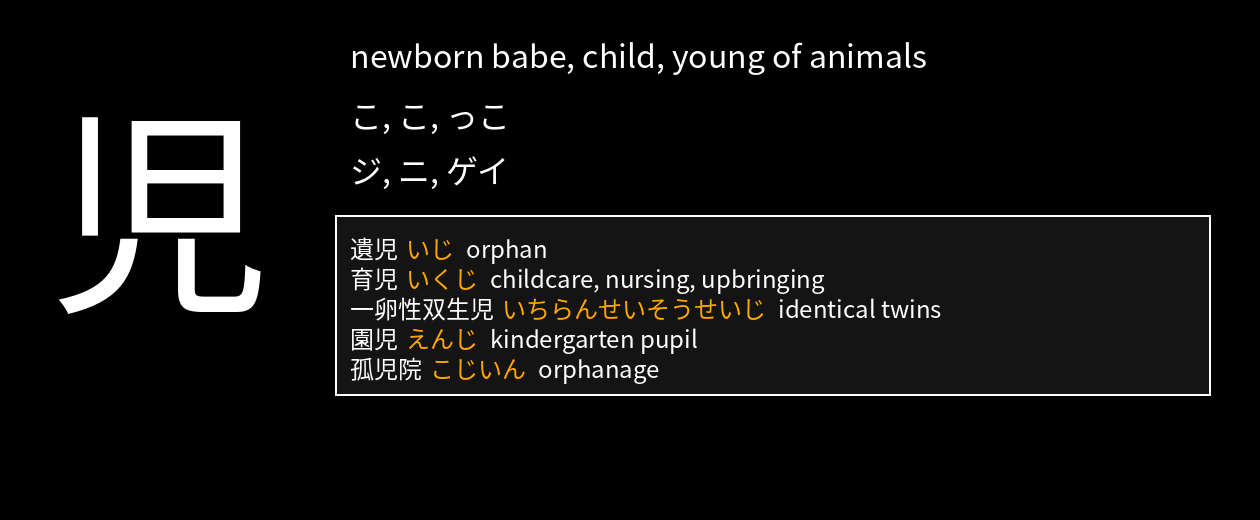 児
newborn babe, child, young of animals
こ, こ, っこ
ジ, ニ, ゲイ
遺児 いじ orphan
育児 いくじ childcare, nursing, upbringing
一卵性双生児 いちらんせいそうせいじ identical twins
園児 えんじ kindergarten pupil
孤児院 こじいん orphanage